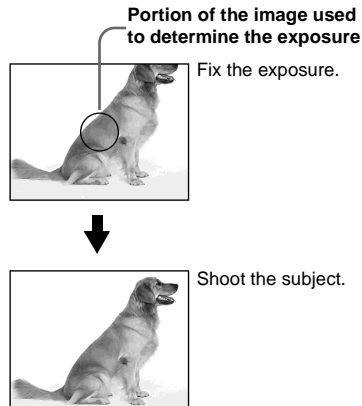 Portion of the image used
to determine the exposure
Fix the exposure.
Shoot the subject.